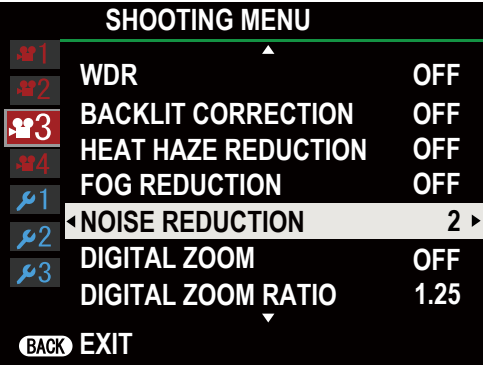 SHOOTING MENU
1
2
3
4
1
2
3
WDR OFF
BACKLIT CORRECTION OFF
HEAT HAZE REDUCTION OFF
FOG REDUCTION OFF
NOISE REDUCTION 2
DIGITAL ZOOM OFF
DIGITAL ZOOM RATIO 1.25
BACK EXIT